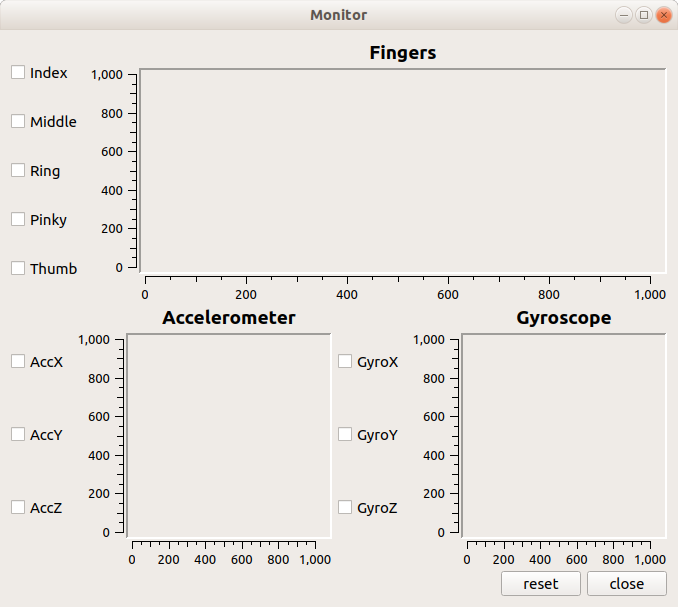 Monitor
Fingers
Index
Middle
Ring
Pinky
Thumb
1,000
800
600
400
200
0
0 200 400 600 800 1,000
Accelerometer
AccX
AccY
AccZ
1,000
800
600
400
200
0
0 200 400 600 800 1,000
Gyroscope
GyroX
GyroY
GyroZ
1,000
800
600
400
200
0
0 200 400 600 800 1,000
reset close